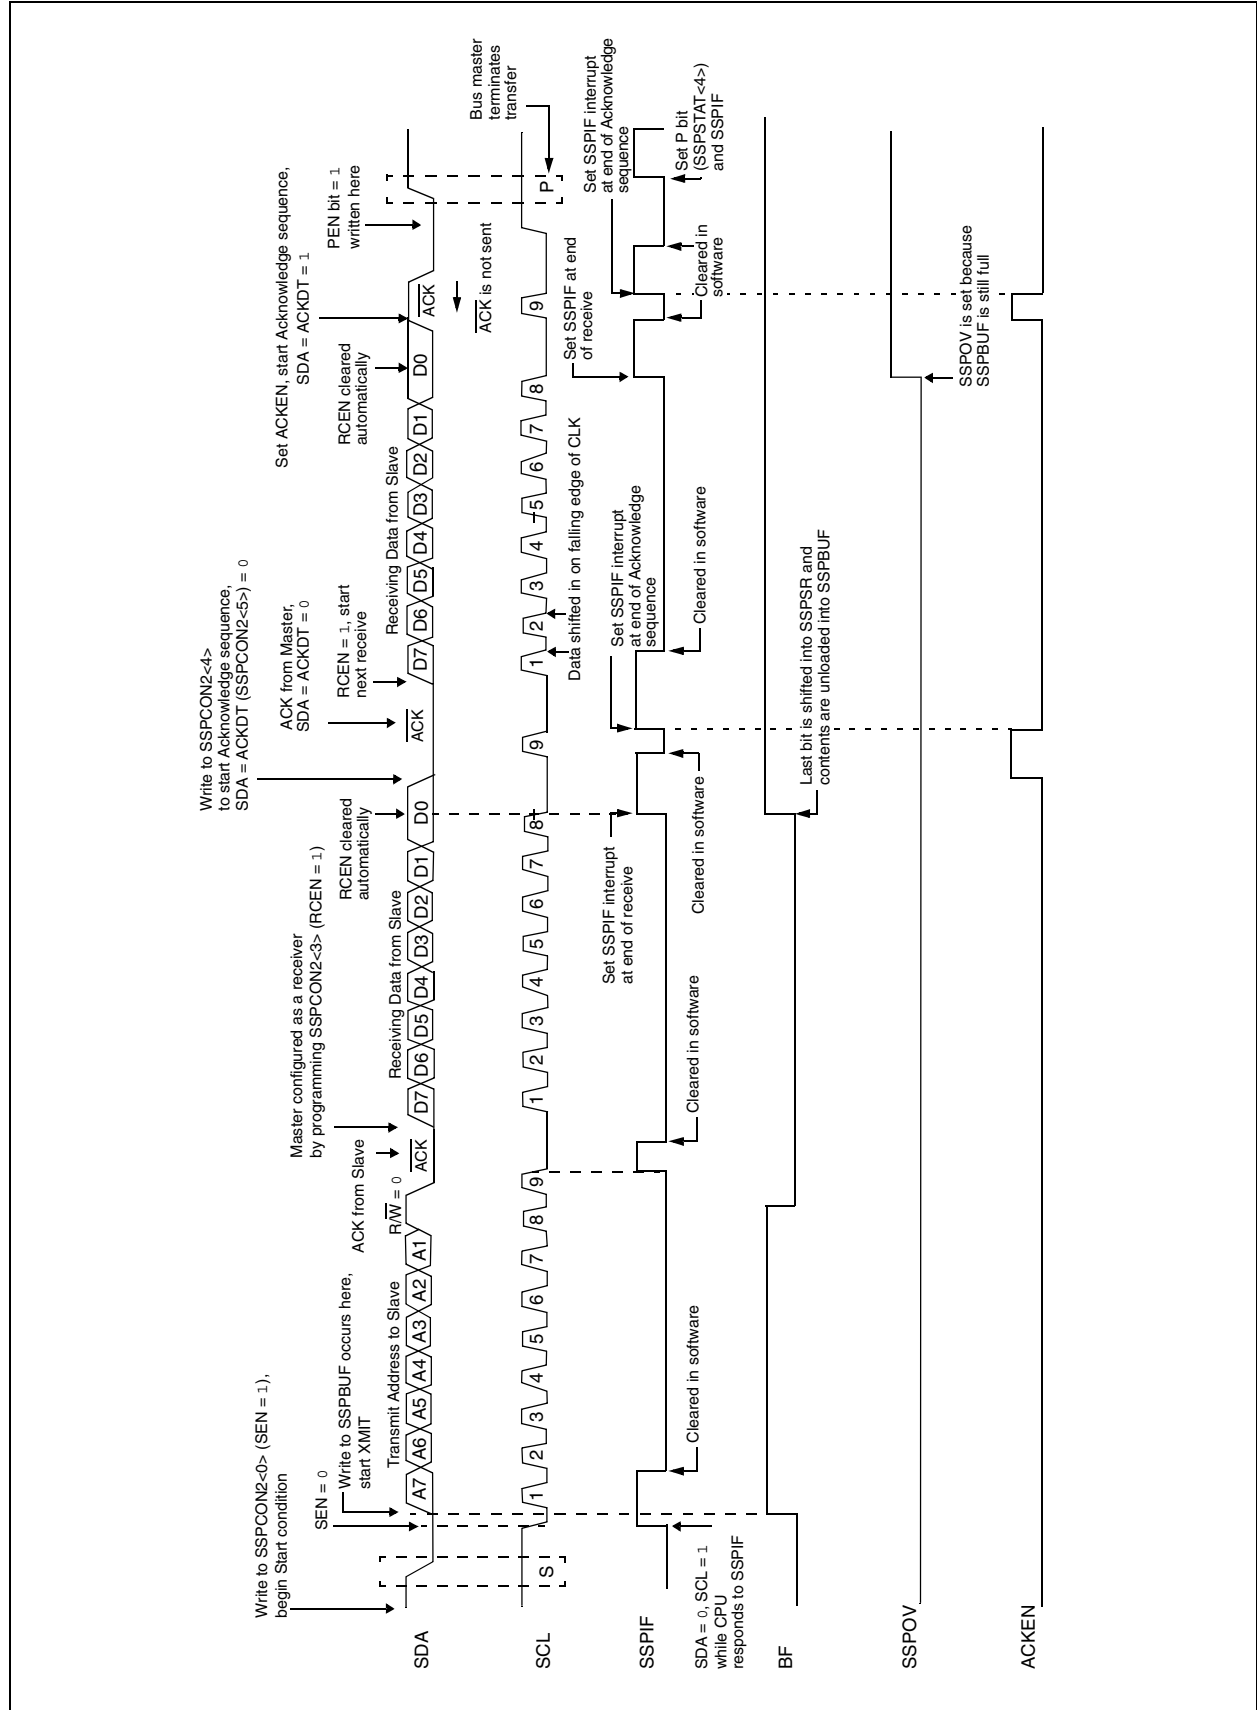 Write to SSPCON2<0> (SEN = 1),
begin Start condition
SEN = 0
Write to SSPBUF occurs here,
start XMIT
Transmit Address to Slave
ACK from Slave
R/W̅ = 0
Master configured as a receiver
by programming SSPCON2<3> (RCEN = 1)
Receiving Data from Slave
RCEN cleared
automatically
Write to SSPCON2<4>
to start Acknowledge sequence,
SDA = ACKDT (SSPCON2<5>) = 0
ACK from Master,
SDA = ACKDT = 0
RCEN = 1, start
next receive
Receiving Data from Slave
RCEN cleared
automatically
Set ACKEN, start Acknowledge sequence,
SDA = ACKDT = 1
PEN bit = 1
written here
SDA
A7 A6 A5 A4 A3 A2 A1 ACK D7 D6 D5 D4 D3 D2 D1 D0 ACK D7 D6 D5 D4 D3 D2 D1 D0 ACK
ACK is not sent
Bus master
terminates
transfer
SCL
S 1 2 3 4 5 6 7 8 9 1 2 3 4 5 6 7 8 9 1 2 3 4 5 6 7 8 9 P
Data shifted in on falling edge of CLK
Set SSPIF interrupt
at end of receive
Set SSPIF interrupt
at end of Acknowledge
sequence
Set SSPIF at end
of receive
Set SSPIF interrupt
at end of Acknowledge
sequence
SSPIF
SDA = 0, SCL = 1
while CPU
responds to SSPIF
Cleared in software
Cleared in software
Cleared in software
Cleared in software
Cleared in
software
Set P bit
(SSPSTAT<4>)
and SSPIF
BF
Last bit is shifted into SSPSR and
contents are unloaded into SSPBUF
SSPOV
SSPOV is set because
SSPBUF is still full
ACKEN